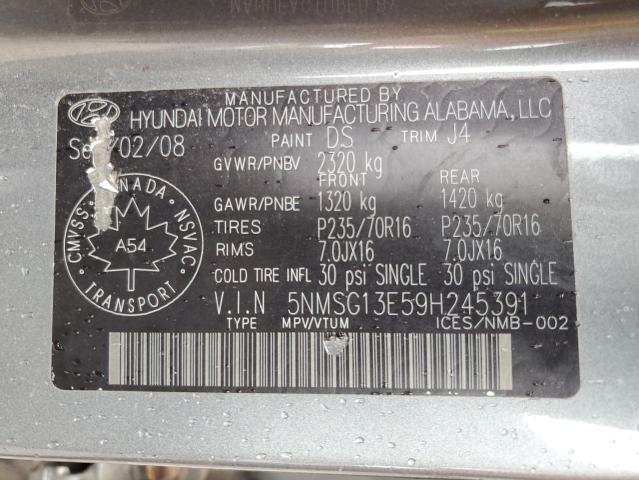 MANUFACTURED BY
HYUNDAI MOTOR MANUFACTURING ALABAMA, LLC
/02/08 PAINT DS TRIM J4
GVWR/PNBV 2320 kg
FRONT REAR
GAWR/PNBE 1320 kg 1420 kg
TIRES P235/70R16 P235/70R16
RIM'S 7.0JX16 7.0JX16
COLD TIRE INFL 30 psi SINGLE 30 psi SINGLE
V.I.N 5NMSG13E59H245391
TYPE MPV/VTUM ICES/NMB-002
CMVSS NSVAC
A54
TRANSPORT